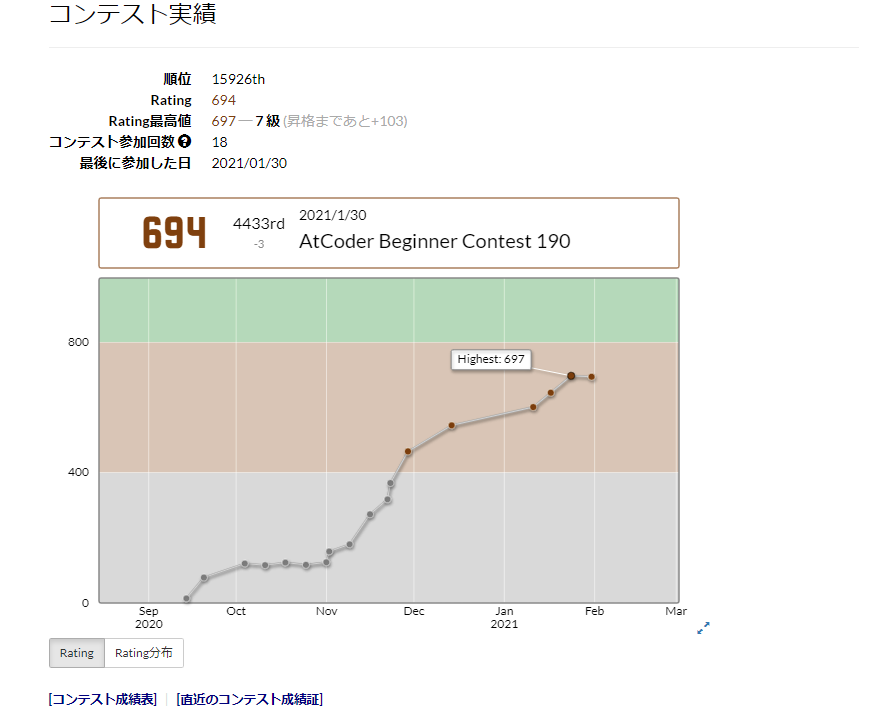 コンテスト実績
順位 15926th
Rating 694
Rating最高値 697 ― 7 級 (昇格まであと+103)
コンテスト参加回数 ? 18
最後に参加した日 2021/01/30
694 4433rd -3 2021/1/30
AtCoder Beginner Contest 190
800
Highest: 697
400
0
Sep 2020 Oct Nov Dec Jan 2021 Feb Mar
Rating Rating分布
[コンテスト成績表] [直近のコンテスト成績証]